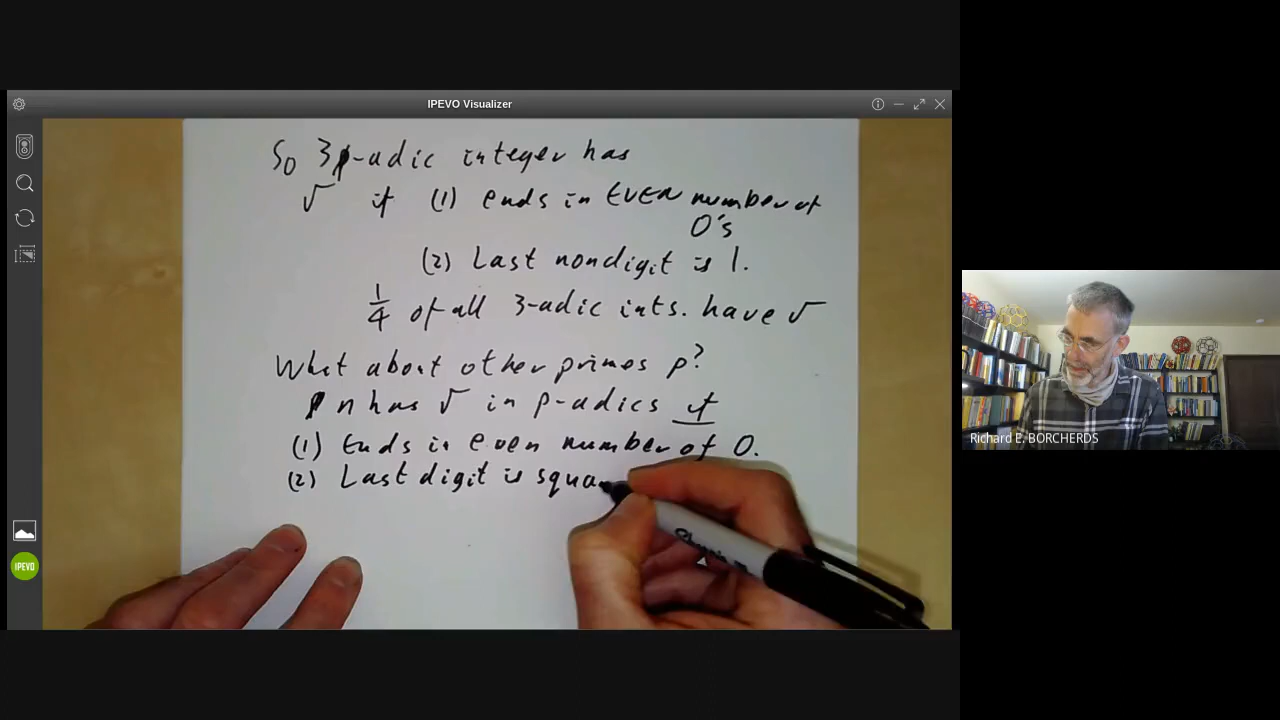 IPEVO Visualizer
So 3-adic integer has
√ if (1) ends in EVEN number of
0's
(2) Last nondigit is 1.
1/4 of all 3-adic ints. have √
What about other primes p?
n has √ in p-adics if
(1) Ends in even number of 0.
(2) Last digit is squa
Sharpie
IPEVO
Richard E. BORCHERDS